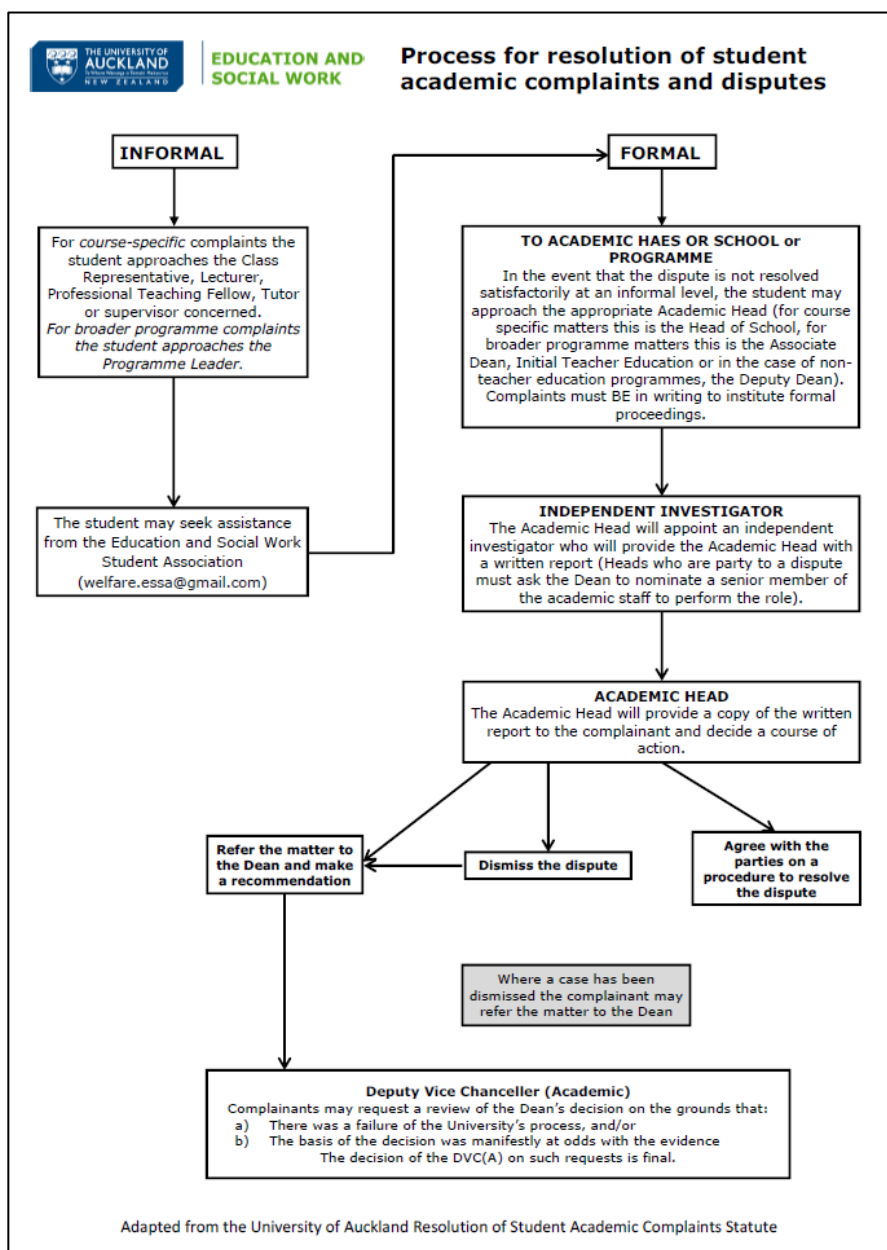 THE UNIVERSITY OF
AUCKLAND
Te Whare Wānanga o Tāmaki Makaurau
NEW ZEALAND
EDUCATION AND
SOCIAL WORK
Process for resolution of student
academic complaints and disputes
INFORMAL
For course-specific complaints the
student approaches the Class
Representative, Lecturer,
Professional Teaching Fellow, Tutor
or supervisor concerned.
For broader programme complaints
the student approaches the
Programme Leader.
The student may seek assistance
from the Education and Social Work
Student Association
(welfare.essa@gmail.com)
FORMAL
TO ACADEMIC HAES OR SCHOOL or
PROGRAMME
In the event that the dispute is not resolved
satisfactorily at an informal level, the student may
approach the appropriate Academic Head (for course
specific matters this is the Head of School, for
broader programme matters this is the Associate
Dean, Initial Teacher Education or in the case of non-
teacher education programmes, the Deputy Dean).
Complaints must BE in writing to institute formal
proceedings.
INDEPENDENT INVESTIGATOR
The Academic Head will appoint an independent
investigator who will provide the Academic Head with
a written report (Heads who are party to a dispute
must ask the Dean to nominate a senior member of
the academic staff to perform the role).
ACADEMIC HEAD
The Academic Head will provide a copy of the written
report to the complainant and decide a course of
action.
Refer the matter to
the Dean and make
a recommendation
Dismiss the dispute
Agree with the
parties on a
procedure to resolve
the dispute
Where a case has been
dismissed the complainant may
refer the matter to the Dean
Deputy Vice Chanceller (Academic)
Complainants may request a review of the Dean's decision on the grounds that:
a) There was a failure of the University's process, and/or
b) The basis of the decision was manifestly at odds with the evidence
The decision of the DVC(A) on such requests is final.
Adapted from the University of Auckland Resolution of Student Academic Complaints Statute